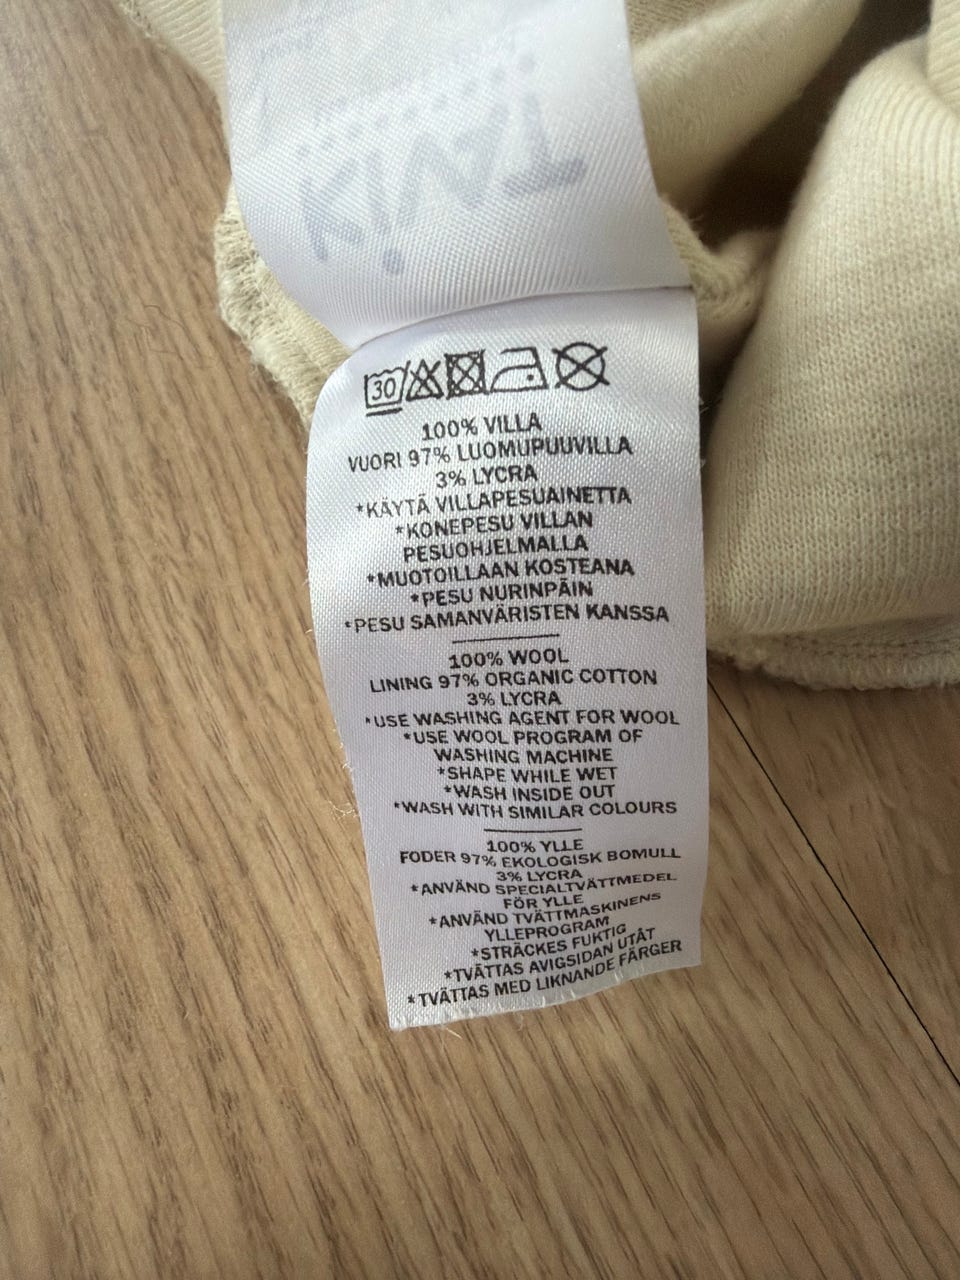 30
100% VILLA
VUORI 97% LUOMUPUUVILLA
3% LYCRA
*KÄYTÄ VILLAPESUAINETTA
*KONEPESU VILLAN
PESUOHJELMALLA
*MUOTOILLAAN KOSTEANA
*PESU NURINPÄIN
*PESU SAMANVÄRISTEN KANSSA
100% WOOL
LINING 97% ORGANIC COTTON
3% LYCRA
*USE WASHING AGENT FOR WOOL
*USE WOOL PROGRAM OF
WASHING MACHINE
*SHAPE WHILE WET
*WASH INSIDE OUT
*WASH WITH SIMILAR COLOURS
100% YLLE
FODER 97% EKOLOGISK BOMULL
3% LYCRA
*ANVÄND SPECIALTVÄTTMEDEL
FÖR YLLE
*ANVÄND TVÄTTMASKINENS
YLLEPROGRAM
*STRÄCKES FUKTIG
*TVÄTTAS AVIGSIDAN UTÅT
*TVÄTTAS MED LIKNANDE FÄRGER